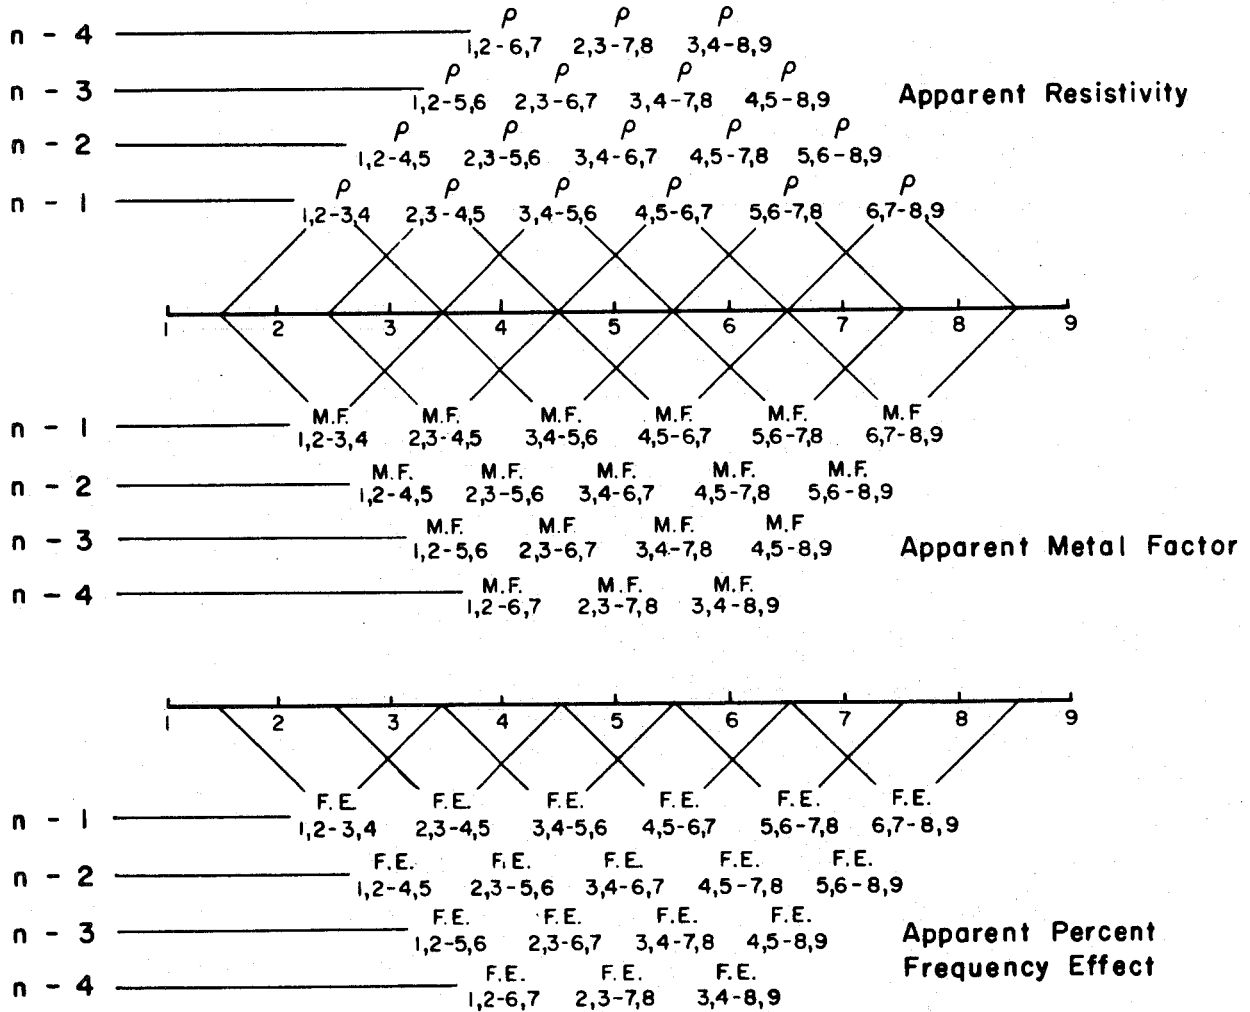 ρ ρ ρ
n - 4 1,2-6,7 2,3-7,8 3,4-8,9
ρ ρ ρ ρ
n - 3 1,2-5,6 2,3-6,7 3,4-7,8 4,5-8,9 Apparent Resistivity
ρ ρ ρ ρ ρ
n - 2 1,2-4,5 2,3-5,6 3,4-6,7 4,5-7,8 5,6-8,9
ρ ρ ρ ρ ρ ρ
n - 1 1,2-3,4 2,3-4,5 3,4-5,6 4,5-6,7 5,6-7,8 6,7-8,9
1 2 3 4 5 6 7 8 9
M.F. M.F. M.F. M.F. M.F. M.F
n - 1 1,2-3,4 2,3-4,5 3,4-5,6 4,5-6,7 5,6-7,8 6,7-8,9
M.F. M.F. M.F. M.F. M.F.
n - 2 1,2-4,5 2,3-5,6 3,4-6,7 4,5-7,8 5,6-8,9
M.F. M.F. M.F. M.F
n - 3 1,2-5,6 2,3-6,7 3,4-7,8 4,5-8,9 Apparent Metal Factor
M.F. M.F. M.F.
n - 4 1,2-6,7 2,3-7,8 3,4-8,9
1 2 3 4 5 6 7 8 9
F.E. F.E. F.E. F.E. F.E. F.E.
n - 1 1,2-3,4 2,3-4,5 3,4-5,6 4,5-6,7 5,6-7,8 6,7-8,9
F.E. F.E. F.E. F.E. F.E.
n - 2 1,2-4,5 2,3-5,6 3,4-6,7 4,5-7,8 5,6-8,9
F.E. F.E. F.E. F.E.
n - 3 1,2-5,6 2,3-6,7 3,4-7,8 4,5-8,9 Apparent Percent
Frequency Effect
F.E. F.E. F.E.
n - 4 1,2-6,7 2,3-7,8 3,4-8,9